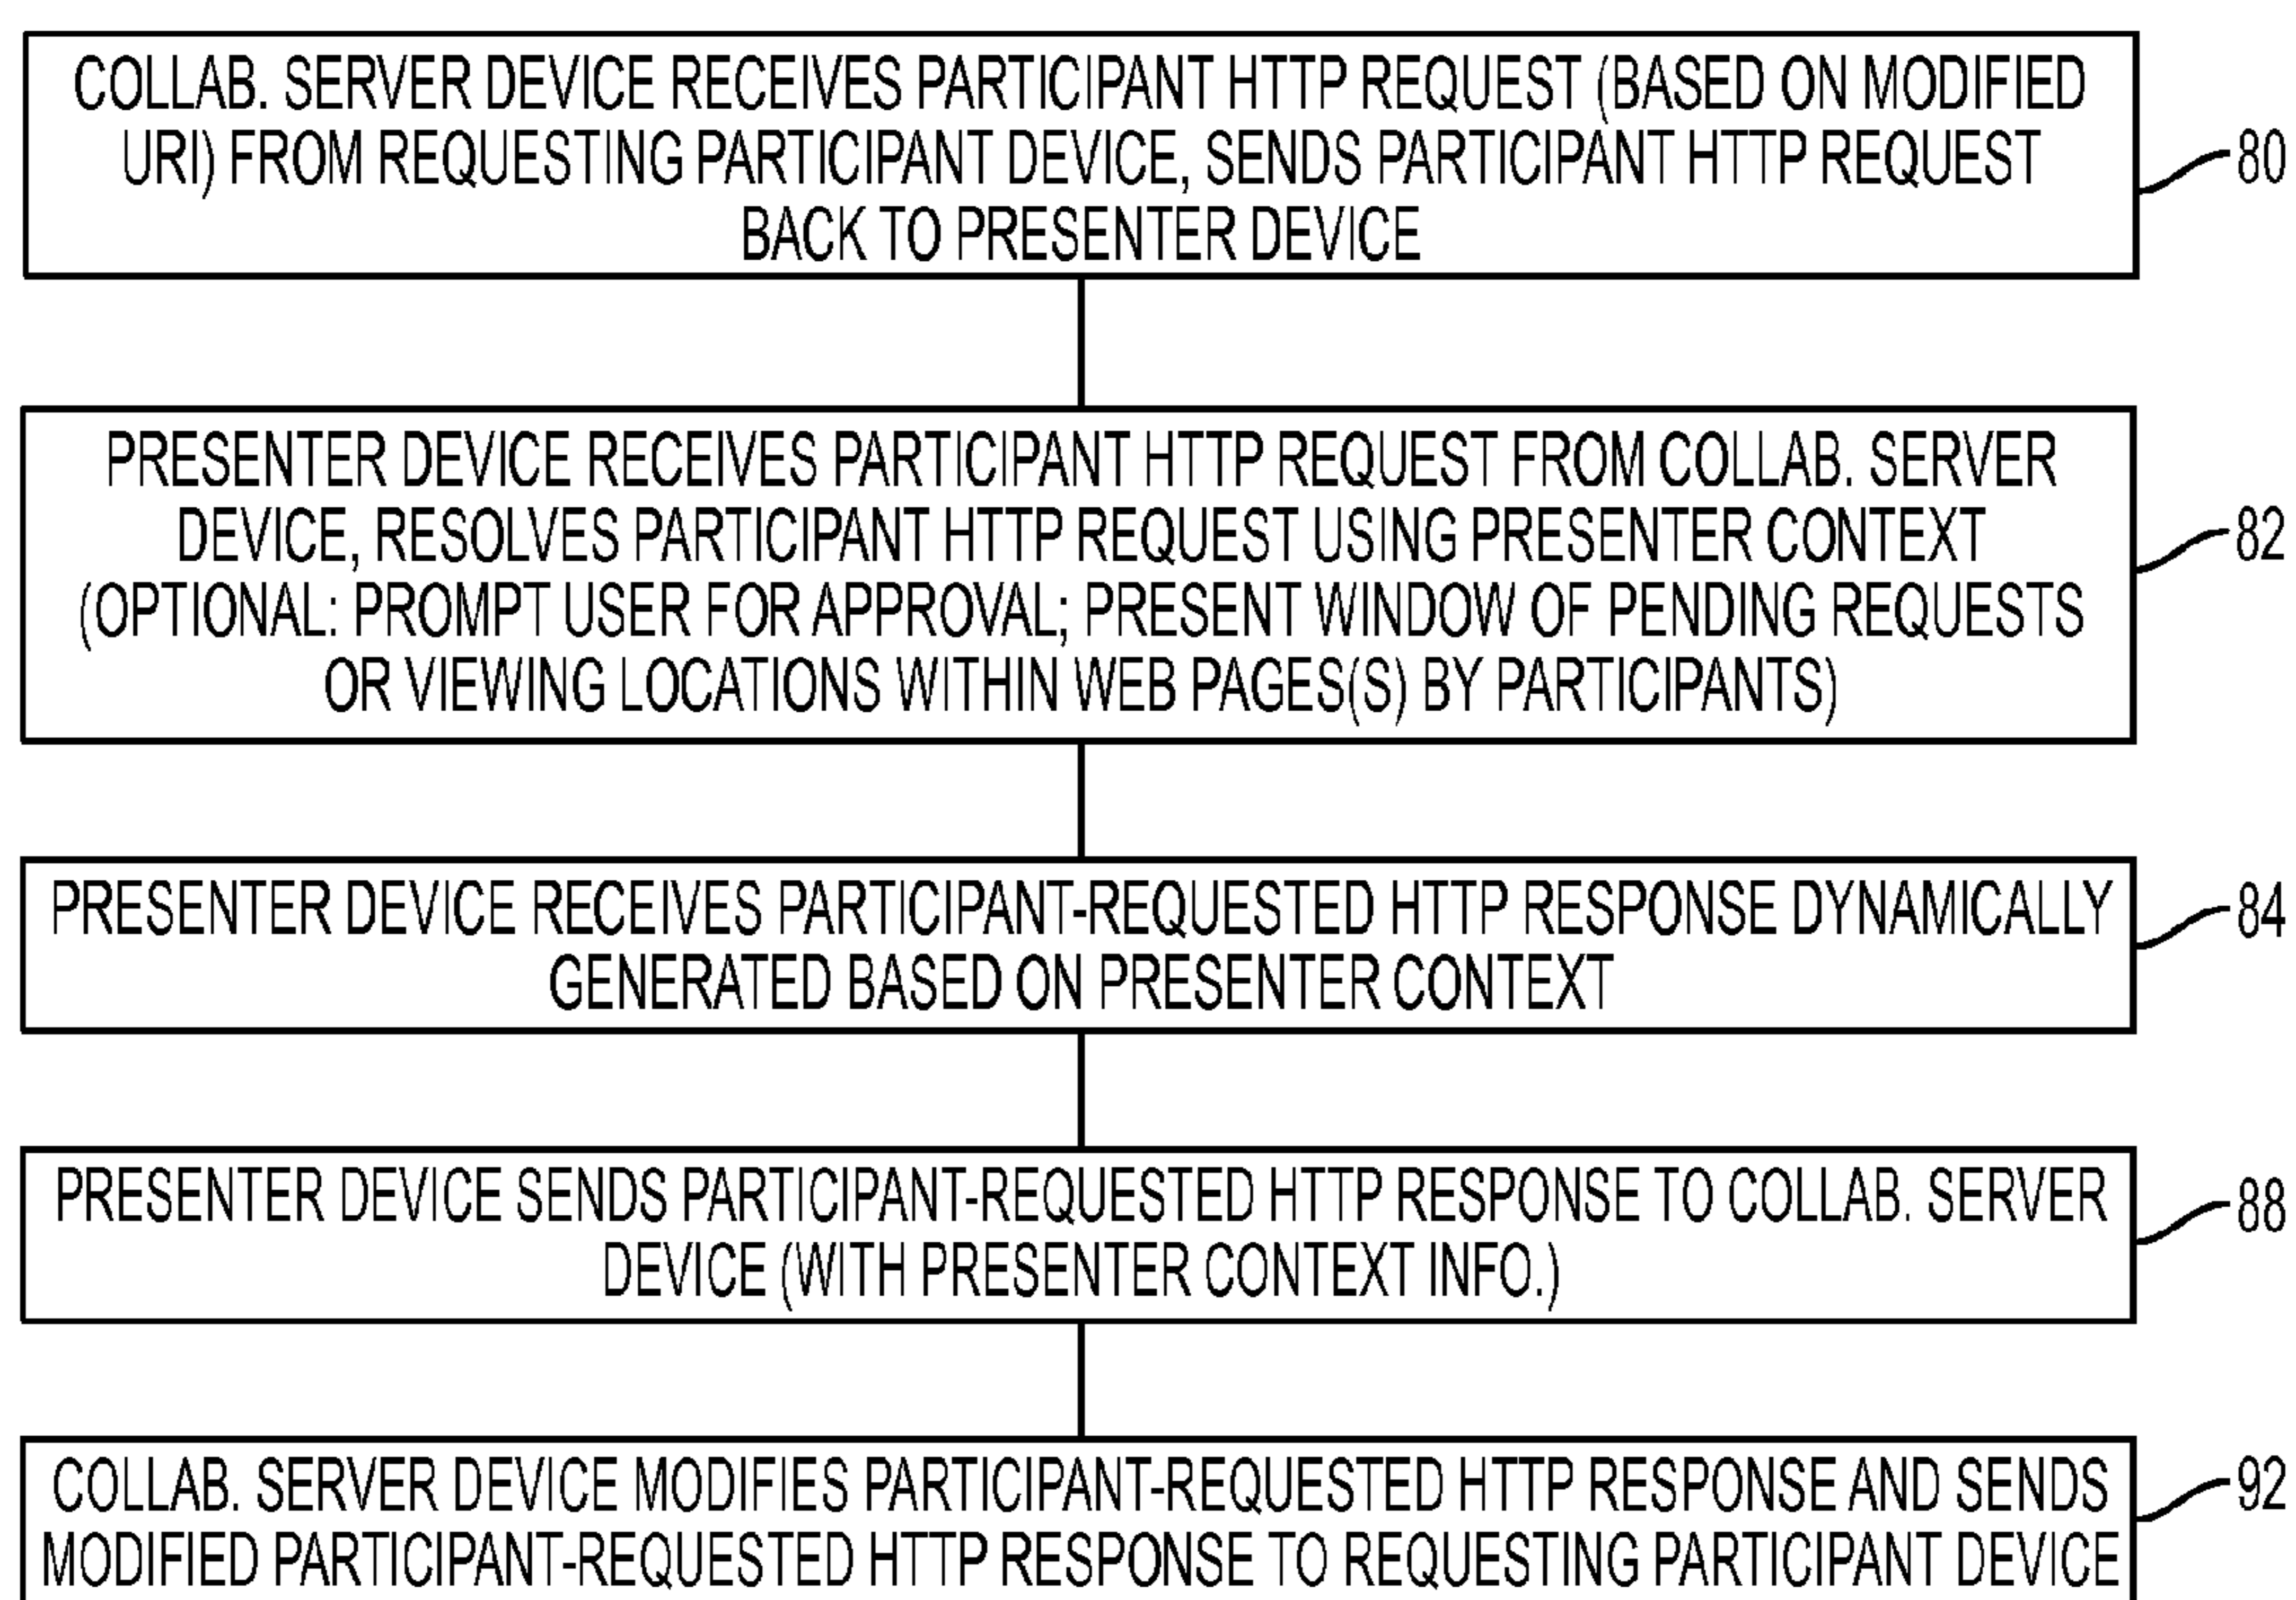 COLLAB. SERVER DEVICE RECEIVES PARTICIPANT HTTP REQUEST (BASED ON MODIFIED
URI) FROM REQUESTING PARTICIPANT DEVICE, SENDS PARTICIPANT HTTP REQUEST
BACK TO PRESENTER DEVICE
80
PRESENTER DEVICE RECEIVES PARTICIPANT HTTP REQUEST FROM COLLAB. SERVER
DEVICE, RESOLVES PARTICIPANT HTTP REQUEST USING PRESENTER CONTEXT
(OPTIONAL: PROMPT USER FOR APPROVAL; PRESENT WINDOW OF PENDING REQUESTS
OR VIEWING LOCATIONS WITHIN WEB PAGES(S) BY PARTICIPANTS)
82
PRESENTER DEVICE RECEIVES PARTICIPANT-REQUESTED HTTP RESPONSE DYNAMICALLY
GENERATED BASED ON PRESENTER CONTEXT
84
PRESENTER DEVICE SENDS PARTICIPANT-REQUESTED HTTP RESPONSE TO COLLAB. SERVER
DEVICE (WITH PRESENTER CONTEXT INFO.)
88
COLLAB. SERVER DEVICE MODIFIES PARTICIPANT-REQUESTED HTTP RESPONSE AND SENDS
MODIFIED PARTICIPANT-REQUESTED HTTP RESPONSE TO REQUESTING PARTICIPANT DEVICE
92